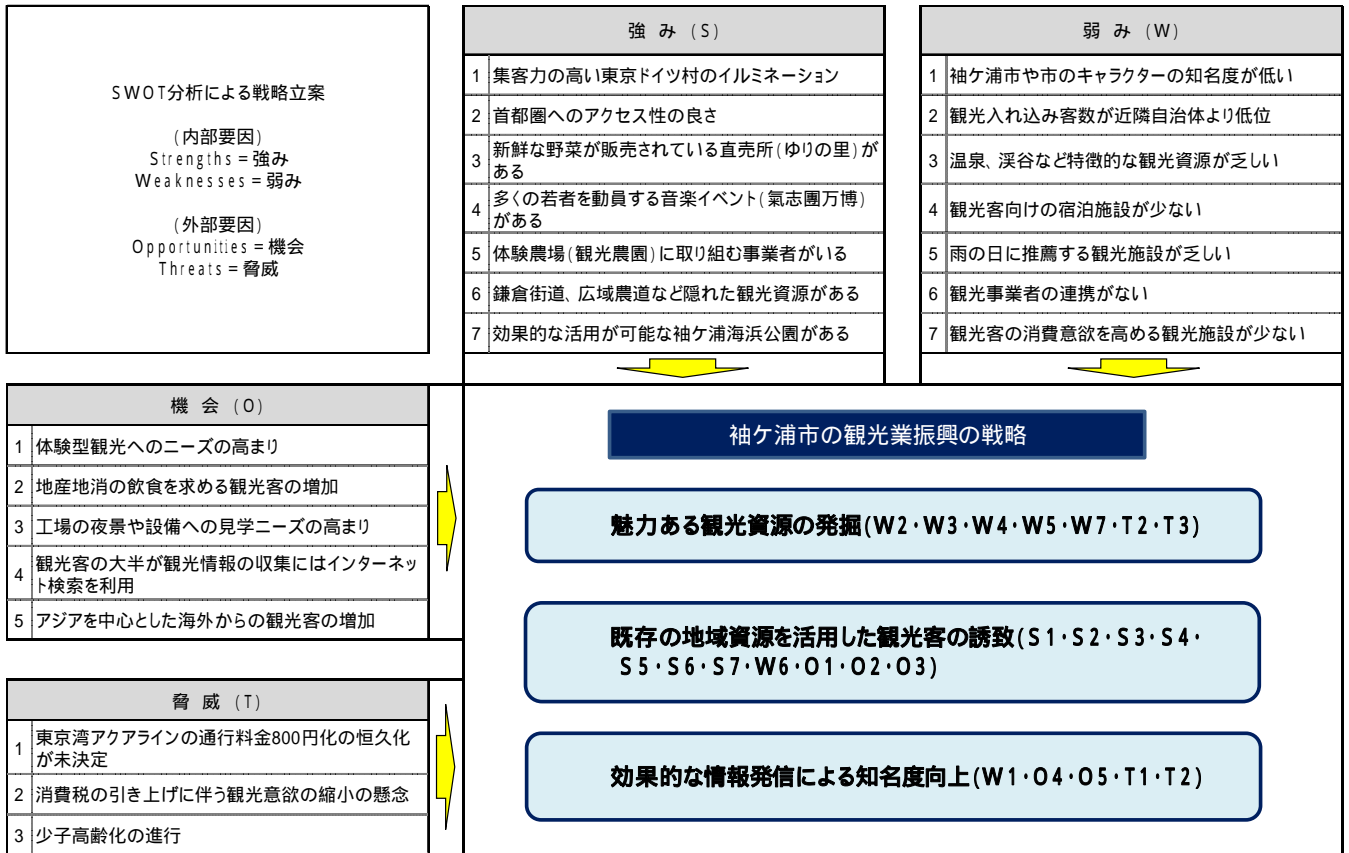 SWOT分析による戦略立案
(内部要因)
Strengths=強み
Weaknesses=弱み
(外部要因)
Opportunities=機会
Threats=脅威
強 み (S)
1 集客力の高い東京ドイツ村のイルミネーション
2 首都圏へのアクセス性の良さ
3 新鮮な野菜が販売されている直売所(ゆりの里)が
ある
4 多くの若者を動員する音楽イベント(氣志團万博)
がある
5 体験農場(観光農園)に取り組む事業者がいる
6 鎌倉街道、広域農道など隠れた観光資源がある
7 効果的な活用が可能な袖ケ浦海浜公園がある
弱 み (W)
1 袖ケ浦市や市のキャラクターの知名度が低い
2 観光入れ込み客数が近隣自治体より低位
3 温泉、渓谷など特徴的な観光資源が乏しい
4 観光客向けの宿泊施設が少ない
5 雨の日に推薦する観光施設が乏しい
6 観光事業者の連携がない
7 観光客の消費意欲を高める観光施設が少ない
機 会 (O)
1 体験型観光へのニーズの高まり
2 地産地消の飲食を求める観光客の増加
3 工場の夜景や設備への見学ニーズの高まり
4 観光客の大半が観光情報の収集にはインターネッ
ト検索を利用
5 アジアを中心とした海外からの観光客の増加
脅 威 (T)
1 東京湾アクアラインの通行料金800円化の恒久化
が未決定
2 消費税の引き上げに伴う観光意欲の縮小の懸念
3 少子高齢化の進行
袖ケ浦市の観光業振興の戦略
魅力ある観光資源の発掘(W2・W3・W4・W5・W7・T2・T3)
既存の地域資源を活用した観光客の誘致(S1・S2・S3・S4・
S5・S6・S7・W6・O1・O2・O3)
効果的な情報発信による知名度向上(W1・O4・O5・T1・T2)